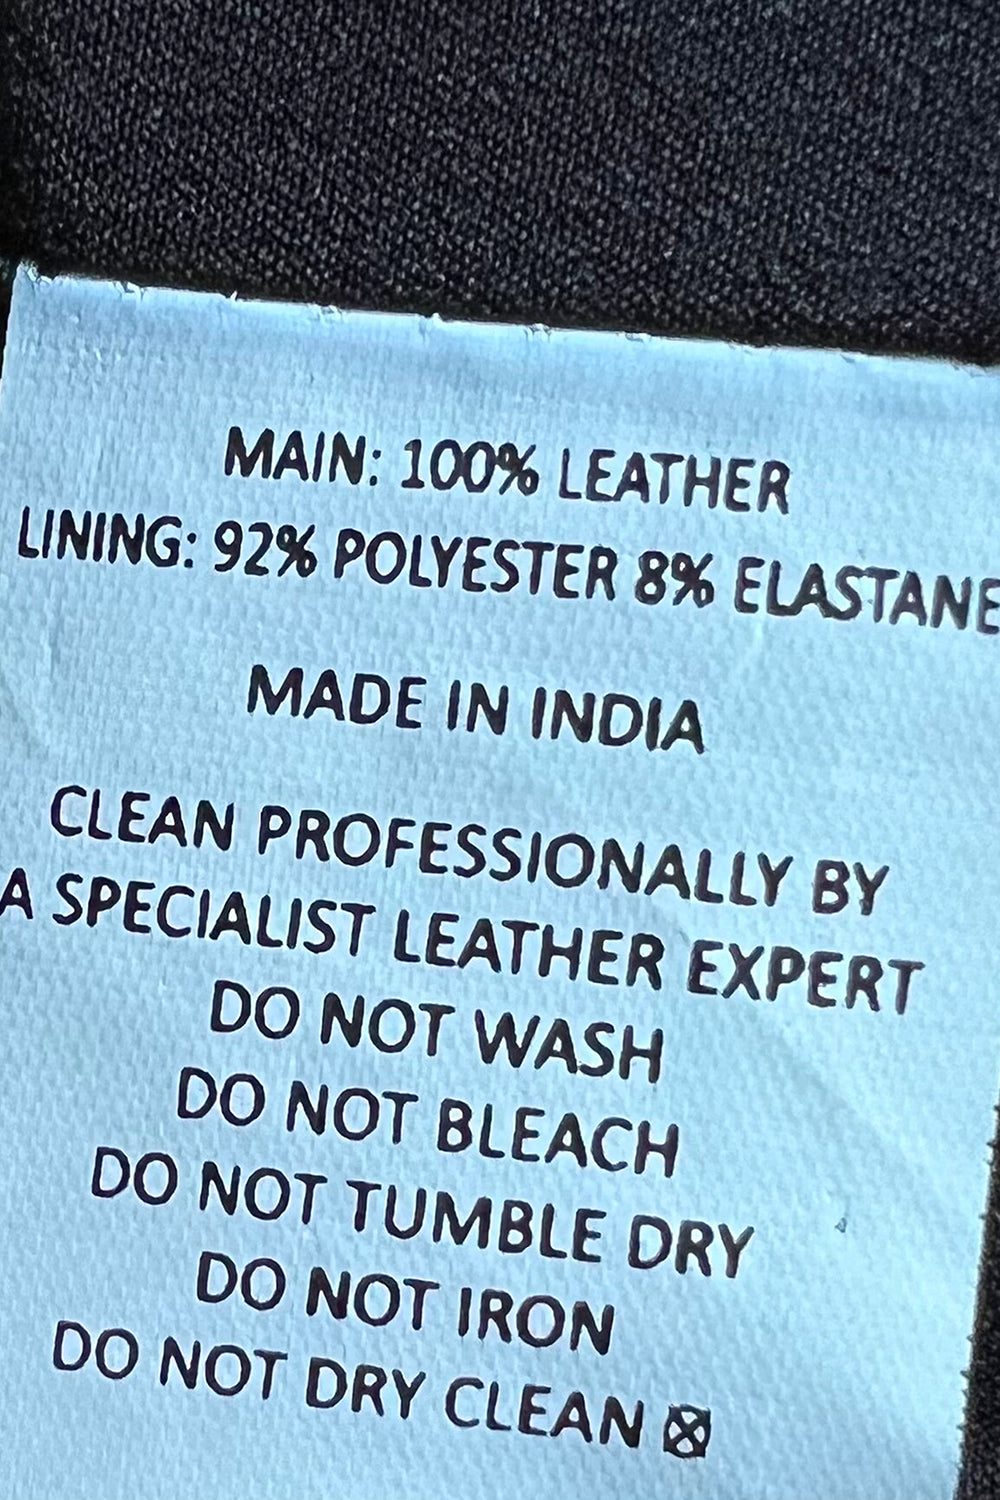 MAIN: 100% LEATHER
LINING: 92% POLYESTER 8% ELASTANE
MADE IN INDIA
CLEAN PROFESSIONALLY BY
A SPECIALIST LEATHER EXPERT
DO NOT WASH
DO NOT BLEACH
DO NOT TUMBLE DRY
DO NOT IRON
DO NOT DRY CLEAN